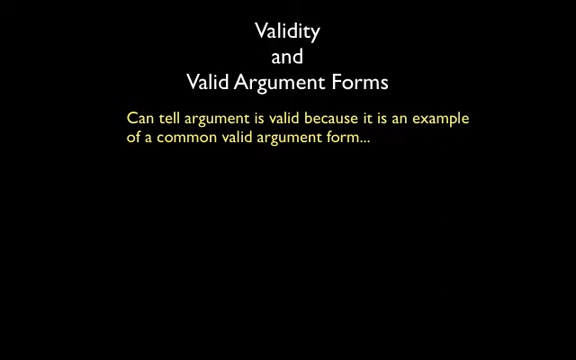 Validity
and
Valid Argument Forms
Can tell argument is valid because it is an example
of a common valid argument form...